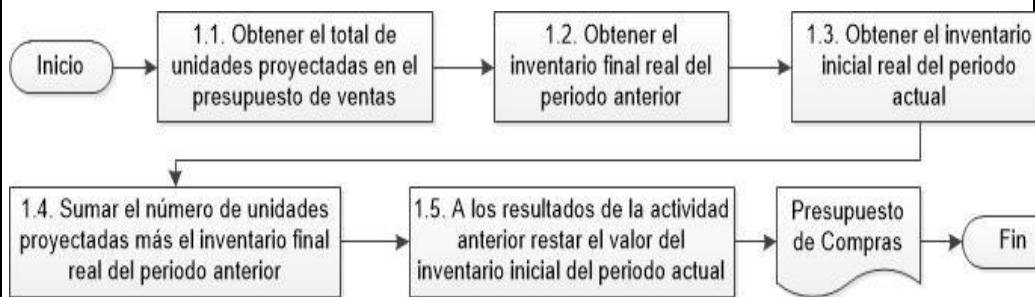 Inicio
1.1. Obtener el total de
unidades proyectadas en el
presupuesto de ventas
1.2. Obtener el
inventario final real del
periodo anterior
1.3. Obtener el inventario
inicial real del periodo
actual
1.4. Sumar el número de unidades
proyectadas más el inventario final
real del periodo anterior
1.5. A los resultados de la actividad
anterior restar el valor del
inventario inicial del periodo actual
Presupuesto
de Compras
Fin